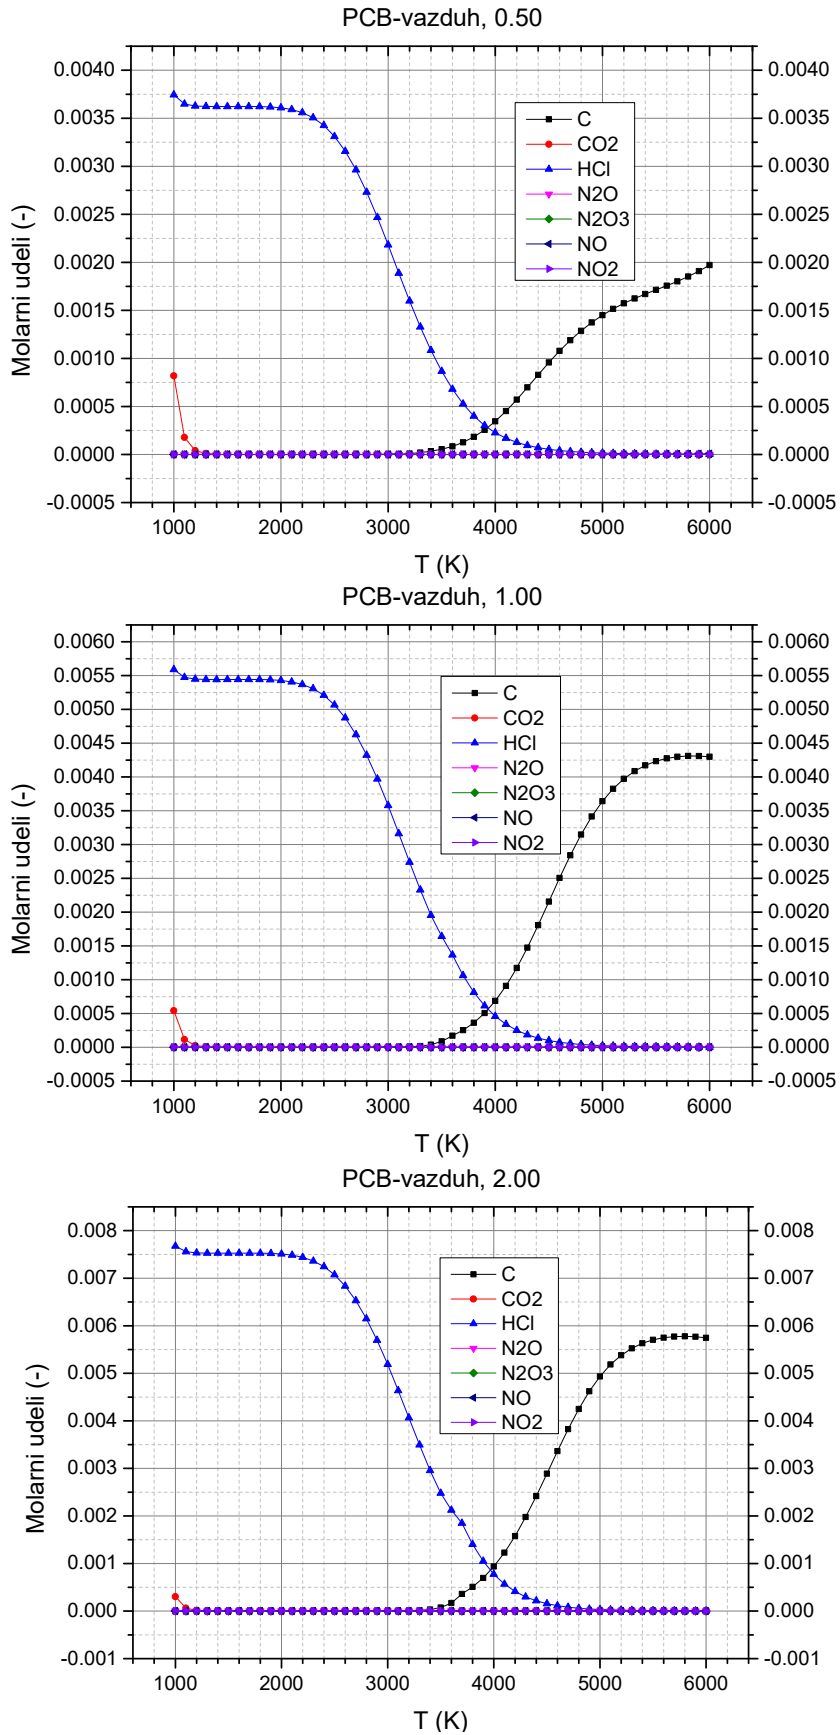 PCB-vazduh, 0.50
0.0040 0.0040
0.0035 0.0035
0.0030 0.0030
0.0025 0.0025
0.0020 0.0020
0.0015 0.0015
0.0010 0.0010
0.0005 0.0005
0.0000 0.0000
-0.0005 -0.0005
Molarni udeli (-)
C
CO2
HCl
N2O
N2O3
NO
NO2
1000 2000 3000 4000 5000 6000
T (K)
PCB-vazduh, 1.00
0.0060 0.0060
0.0055 0.0055
0.0050 0.0050
0.0045 0.0045
0.0040 0.0040
0.0035 0.0035
0.0030 0.0030
0.0025 0.0025
0.0020 0.0020
0.0015 0.0015
0.0010 0.0010
0.0005 0.0005
0.0000 0.0000
-0.0005 -0.0005
Molarni udeli (-)
C
CO2
HCl
N2O
N2O3
NO
NO2
1000 2000 3000 4000 5000 6000
T (K)
PCB-vazduh, 2.00
0.008 0.008
0.007 0.007
0.006 0.006
0.005 0.005
0.004 0.004
0.003 0.003
0.002 0.002
0.001 0.001
0.000 0.000
-0.001 -0.001
Molarni udeli (-)
C
CO2
HCl
N2O
N2O3
NO
NO2
1000 2000 3000 4000 5000 6000
T (K)